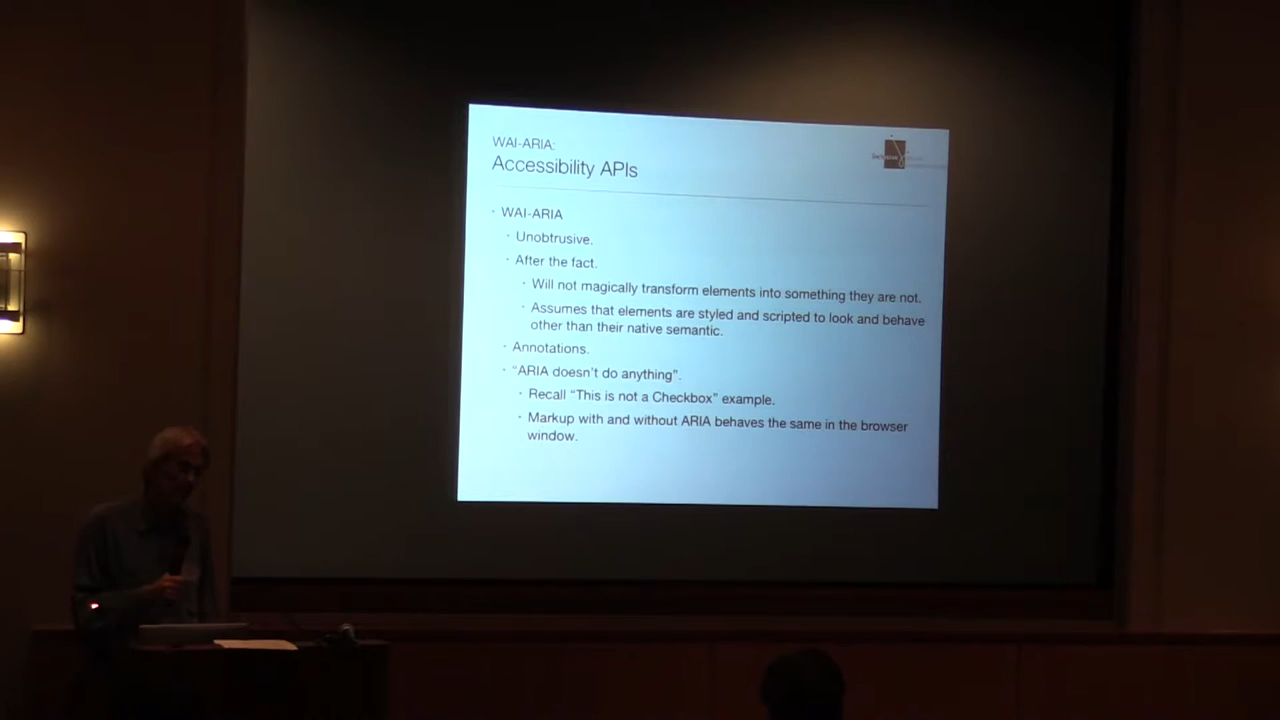 WAI-ARIA:
Accessibility APIs
· WAI-ARIA
· Unobtrusive.
· After the fact.
· Will not magically transform elements into something they are not.
· Assumes that elements are styled and scripted to look and behave
other than their native semantic.
· Annotations.
· “ARIA doesn’t do anything”.
· Recall “This is not a Checkbox” example.
· Markup with and without ARIA behaves the same in the browser
window.